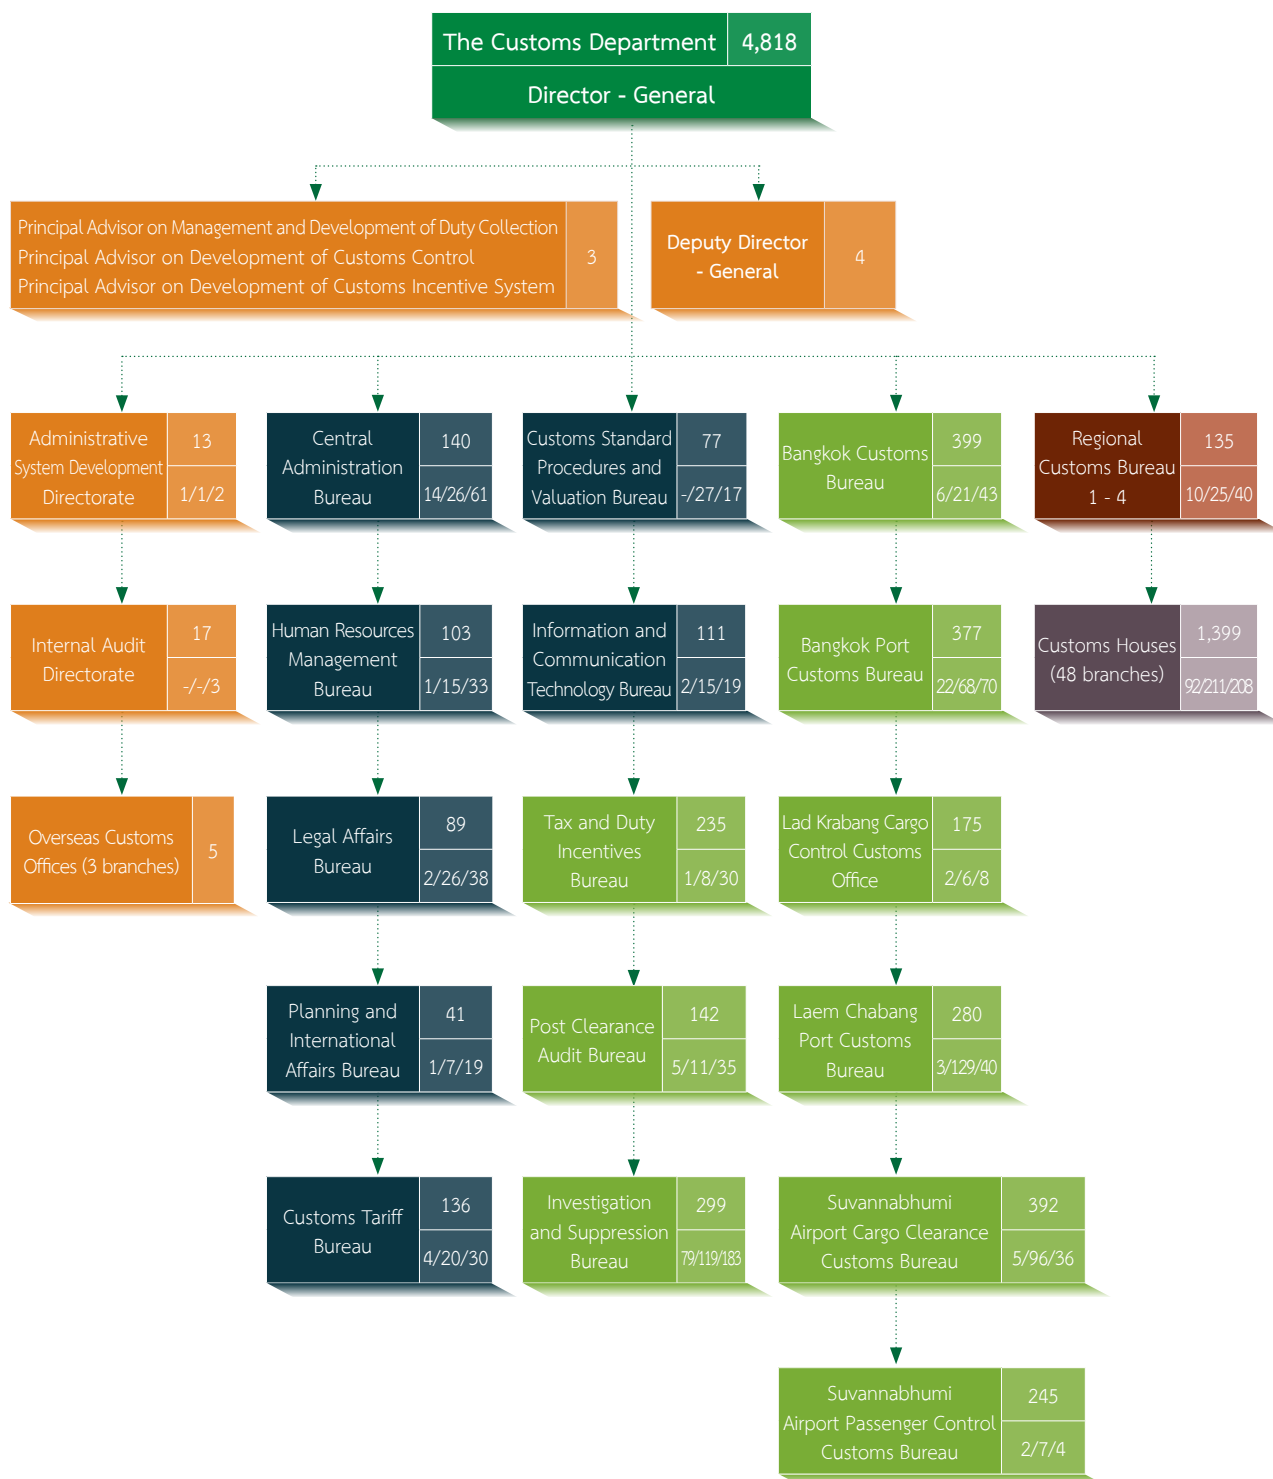 The Customs Department 4,818
Director - General
Principal Advisor on Management and Development of Duty Collection
Principal Advisor on Development of Customs Control
Principal Advisor on Development of Customs Incentive System
3
Deputy Director
- General
4
Administrative
System Development
Directorate
13
1/1/2
Central
Administration
Bureau
140
14/26/61
Customs Standard
Procedures and
Valuation Bureau
77
-/27/17
Bangkok Customs
Bureau
399
6/21/43
Regional
Customs Bureau
1 - 4
135
10/25/40
Internal Audit
Directorate
17
-/-/3
Human Resources
Management
Bureau
103
1/15/33
Information and
Communication
Technology Bureau
111
2/15/19
Bangkok Port
Customs Bureau
377
22/68/70
Customs Houses
(48 branches)
1,399
92/211/208
Overseas Customs
Offices (3 branches)
5
Legal Affairs
Bureau
89
2/26/38
Tax and Duty
Incentives
Bureau
235
1/8/30
Lad Krabang Cargo
Control Customs
Office
175
2/6/8
Planning and
International
Affairs Bureau
41
1/7/19
Post Clearance
Audit Bureau
142
5/11/35
Laem Chabang
Port Customs
Bureau
280
3/129/40
Customs Tariff
Bureau
136
4/20/30
Investigation
and Suppression
Bureau
299
79/119/183
Suvannabhumi
Airport Cargo Clearance
Customs Bureau
392
5/96/36
Suvannabhumi
Airport Passenger Control
Customs Bureau
245
2/7/4